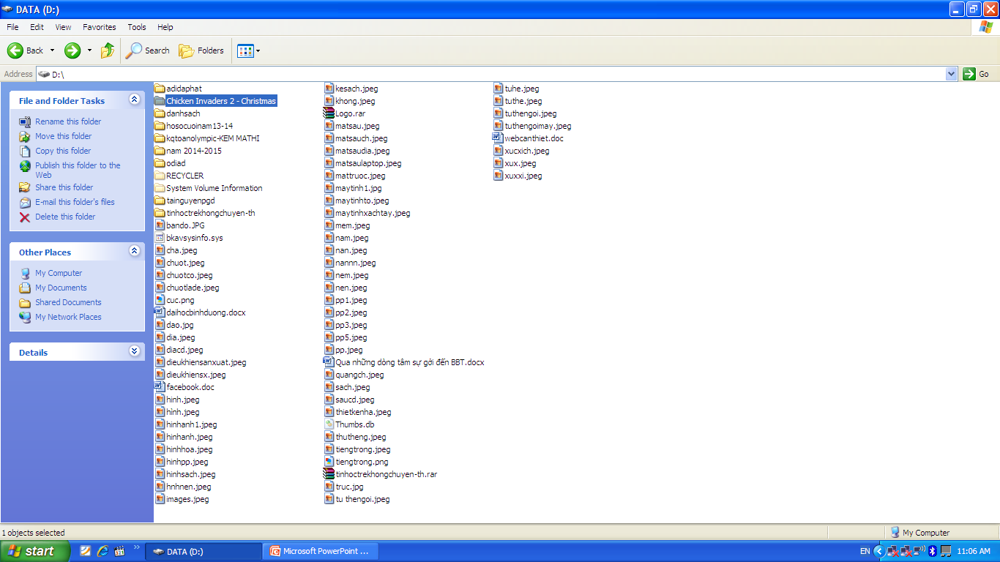 DATA (D:)
File Edit View Favorites Tools Help
Back Search Folders
Address D:\ Go
File and Folder Tasks
Rename this folder
Move this folder
Copy this folder
Publish this folder to the
Web
Share this folder
E-mail this folder's files
Delete this folder
Other Places
My Computer
My Documents
Shared Documents
My Network Places
Details
adidaphat
Chicken Invaders 2 - Christmas
danhsach
hosocuoinam13-14
kqtoanolympic-KEM MATHI
nam 2014-2015
odiad
RECYCLER
System Volume Information
tainguyenpgd
tinhoctrekhongchuyen-th
bando.JPG
bkavsysinfo.sys
cha.jpeg
chuot.jpeg
chuotco.jpeg
chuotlade.jpeg
cuc.png
daihocbinhduong.docx
dao.jpg
dia.jpeg
diacd.jpeg
dieukhiensanxuat.jpeg
dieukhiensx.jpeg
facebook.doc
hinh.jpeg
hình.jpeg
hinhanh1.jpeg
hinhanh.jpeg
hinhhoa.jpeg
hinhpp.jpeg
hinhsach.jpeg
hnhnen.jpeg
images.jpeg
kesach.jpeg
khong.jpeg
Logo.rar
matsau.jpeg
matsauch.jpeg
matsaudia.jpeg
matsaulaptop.jpeg
mattruoc.jpeg
maytinh1.jpg
maytinhto.jpeg
maytinhxachtay.jpeg
mem.jpeg
nam.jpeg
nan.jpeg
nannn.jpeg
nem.jpeg
nen.jpeg
pp1.jpeg
pp2.jpeg
pp3.jpeg
pp5.jpeg
pp.jpeg
Qua những dòng tâm sự gởi đến BBT.docx
quangch.jpeg
sach.jpeg
saucd.jpeg
thietkenha.jpeg
Thumbs.db
thutheng.jpeg
tiengtrong.jpeg
tiengtrong.png
tinhoctrekhongchuyen-th.rar
truc.jpg
tu thengoi.jpeg
tuhe.jpeg
tuthe.jpeg
tuthengoi.jpeg
tuthengoimay.jpeg
webcanthiet.doc
xucxich.jpeg
xux.jpeg
xuxxi.jpeg
1 objects selected
My Computer
start DATA (D:) Microsoft PowerPoint ... EN 11:06 AM